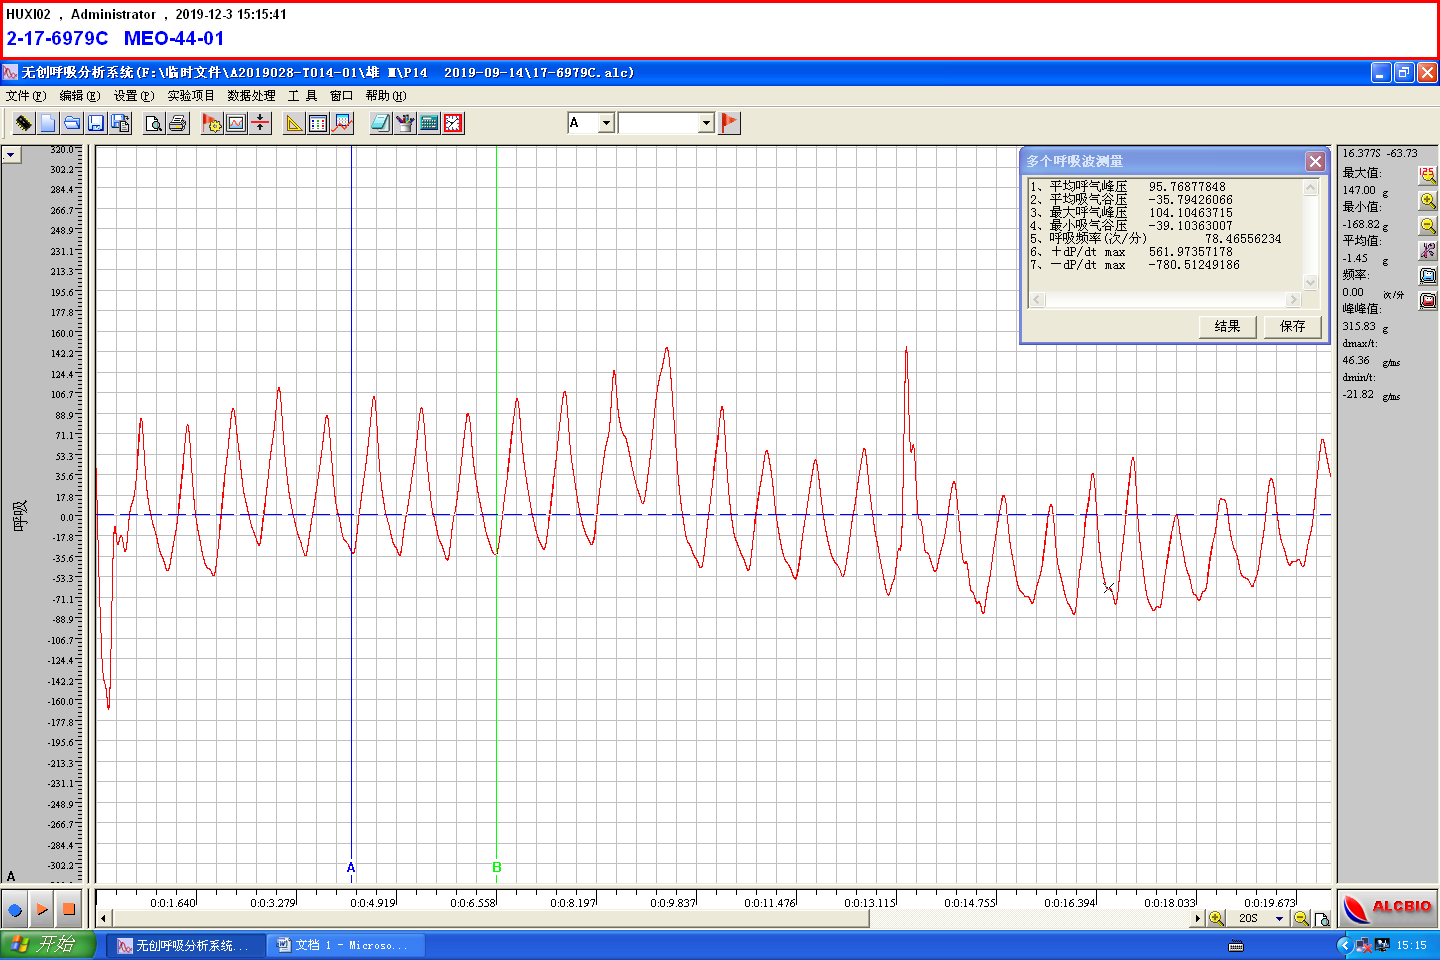 HUXI02 , Administrator , 2019-12-3 15:15:41
2-17-6979C MEO-44-01
无创呼吸分析系统(F:\临时文件\A2019028-T014-01\雄 M\P14 2019-09-14\17-6979C.alc)
文件(F) 编辑(E) 设置(P) 实验项目 数据处理 工 具 窗口 帮助(H)
A
320.0
302.2
284.4
266.7
248.9
231.1
213.3
195.6
177.8
160.0
142.2
124.4
106.7
88.9
71.1
53.3
35.6
17.8
0.0
-17.8
-35.6
-53.3
-71.1
-88.9
-106.7
-124.4
-142.2
-160.0
-177.8
-195.6
-213.3
-231.1
-248.9
-266.7
-284.4
-302.2
呼吸
A
A
B
多个呼吸波测量
1、平均呼气峰压 95.76877848
2、平均吸气谷压 -35.79426066
3、最大呼气峰压 104.10463715
4、最小吸气谷压 -39.10363007
5、呼吸频率(次/分) 78.46556234
6、＋dP/dt max 561.97357178
7、－dP/dt max -780.51249186
结果 保存
16.377S -63.73
最大值:
147.00 g
最小值:
-168.82 g
平均值:
-1.45 g
频率:
0.00 次/分
峰峰值:
315.83 g
dmax/t:
46.36 g/ms
dmin/t:
-21.82 g/ms
125
0:0:1.640 0:0:3.279 0:0:4.919 0:0:6.558 0:0:8.197 0:0:9.837 0:0:11.476 0:0:13.115 0:0:14.755 0:0:16.394 0:0:18.033 0:0:19.673
20S
ALCBIO
开始 无创呼吸分析系统... 文档 1 - Microso... 15:15